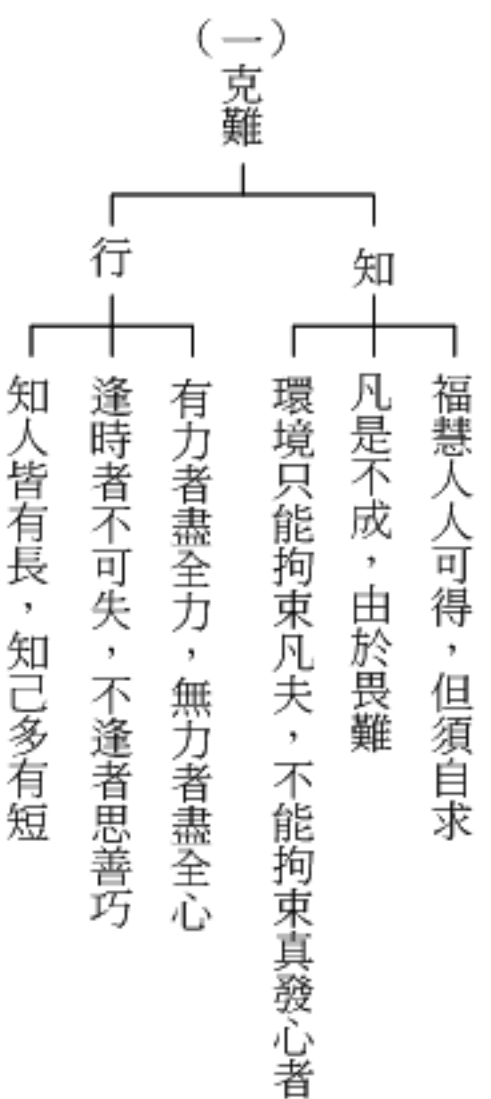 （一）克難
知
福慧人人可得，但須自求
凡是不成，由於畏難
環境只能拘束凡夫，不能拘束真發心者
行
有力者盡全力，無力者盡全心
逢時者不可失，不逢者思善巧
知人皆有長，知己多有短